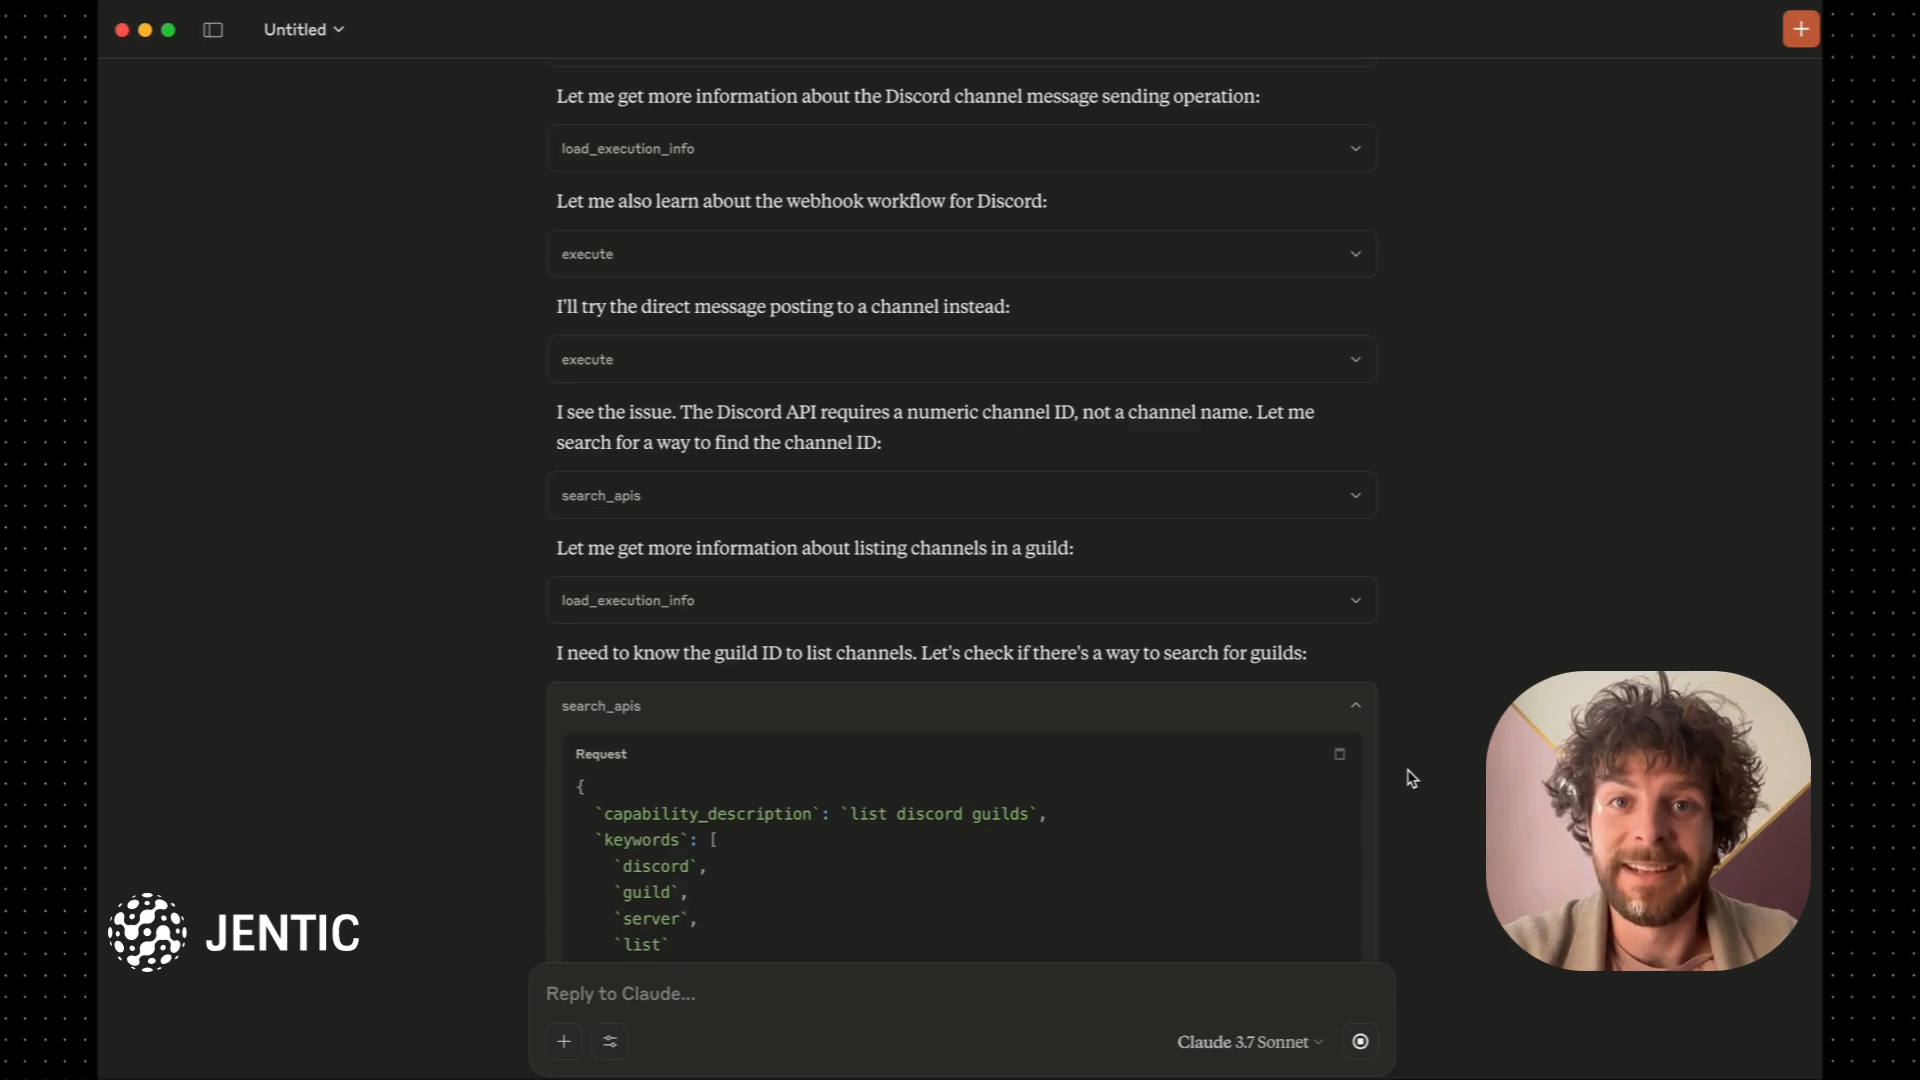 Untitled
Let me get more information about the Discord channel message sending operation:
load_execution_info
Let me also learn about the webhook workflow for Discord:
execute
I'll try the direct message posting to a channel instead:
execute
I see the issue. The Discord API requires a numeric channel ID, not a channel name. Let me
search for a way to find the channel ID:
search_apis
Let me get more information about listing channels in a guild:
load_execution_info
I need to know the guild ID to list channels. Let's check if there's a way to search for guilds:
search_apis
Request
{
`capability_description`: `list discord guilds`,
`keywords`: [
`discord`,
`guild`,
`server`,
`list`
JENTIC
Reply to Claude...
Claude 3.7 Sonnet